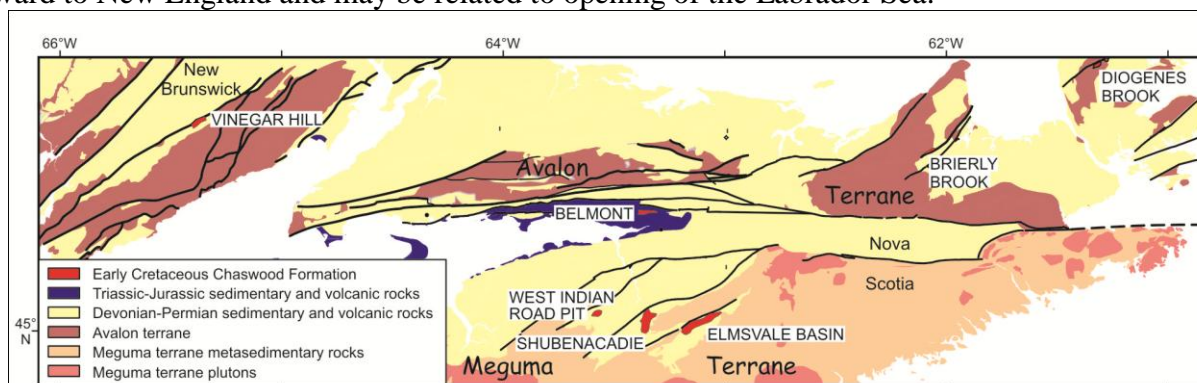 ward to New England and may be related to opening of the Labrador Sea.
66°W
64°W
62°W
New
Brunswick
VINEGAR HILL
DIOGENES
BROOK
Avalon
BRIERLY
BROOK
Terrane
BELMONT
Nova
Scotia
Early Cretaceous Chaswood Formation
Triassic-Jurassic sedimentary and volcanic rocks
Devonian-Permian sedimentary and volcanic rocks
Avalon terrane
Meguma terrane metasedimentary rocks
Meguma terrane plutons
45°
N
WEST INDIAN
ROAD PIT
SHUBENACADIE
ELMSVALE BASIN
Meguma
Terrane